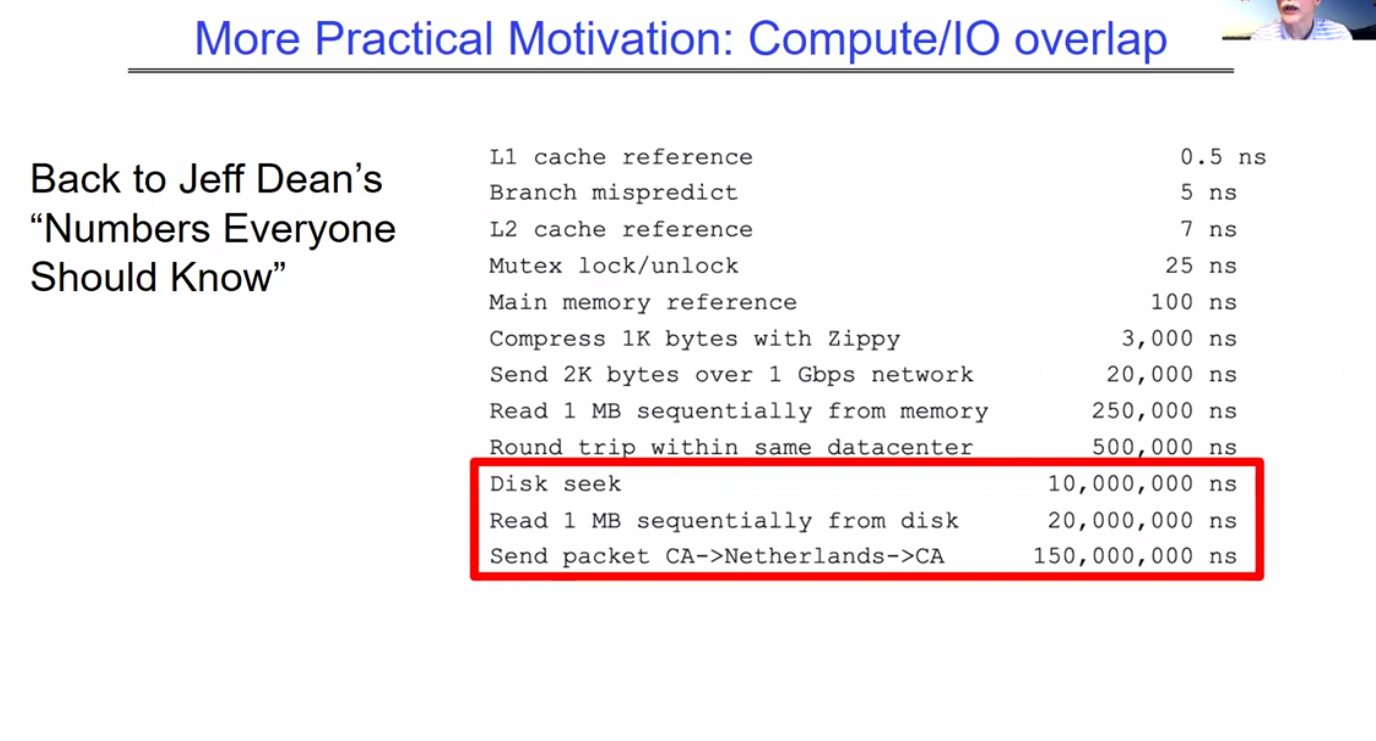 More Practical Motivation: Compute/IO overlap
Back to Jeff Dean’s
“Numbers Everyone
Should Know”
L1 cache reference 0.5 ns
Branch mispredict 5 ns
L2 cache reference 7 ns
Mutex lock/unlock 25 ns
Main memory reference 100 ns
Compress 1K bytes with Zippy 3,000 ns
Send 2K bytes over 1 Gbps network 20,000 ns
Read 1 MB sequentially from memory 250,000 ns
Round trip within same datacenter 500,000 ns
Disk seek 10,000,000 ns
Read 1 MB sequentially from disk 20,000,000 ns
Send packet CA->Netherlands->CA 150,000,000 ns